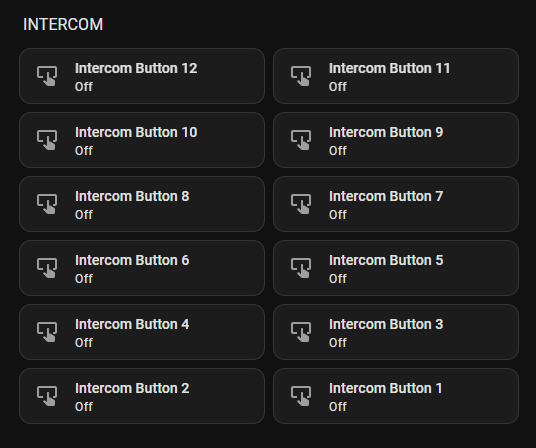 INTERCOM
Intercom Button 12
Off
Intercom Button 11
Off
Intercom Button 10
Off
Intercom Button 9
Off
Intercom Button 8
Off
Intercom Button 7
Off
Intercom Button 6
Off
Intercom Button 5
Off
Intercom Button 4
Off
Intercom Button 3
Off
Intercom Button 2
Off
Intercom Button 1
Off